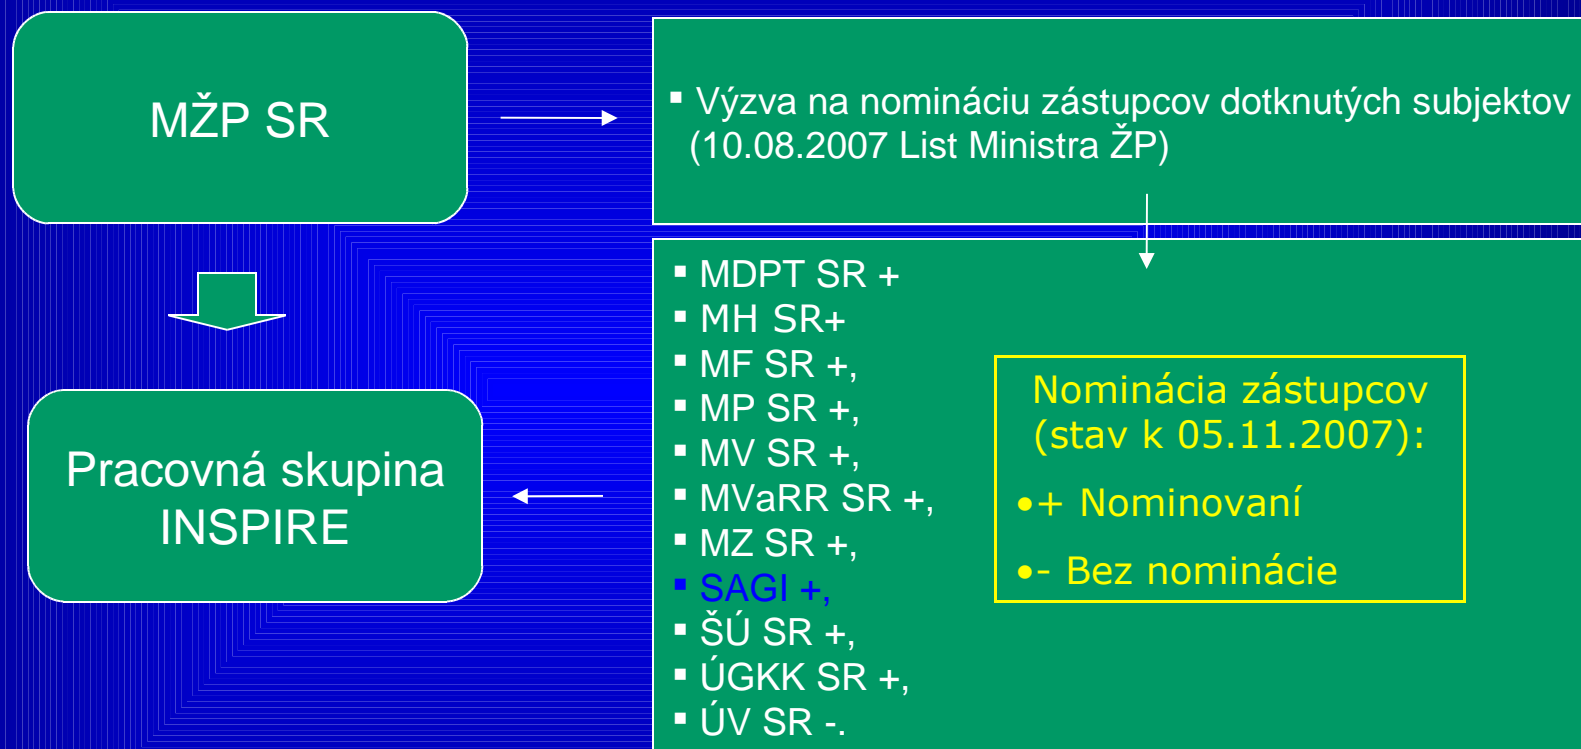 MŽP SR
▪ Výzva na nomináciu zástupcov dotknutých subjektov
(10.08.2007 List Ministra ŽP)
▪ MDPT SR +
▪ MH SR+
▪ MF SR +,
▪ MP SR +,
▪ MV SR +,
▪ MVaRR SR +,
▪ MZ SR +,
▪ SAGI +,
▪ ŠÚ SR +,
▪ ÚGKK SR +,
▪ ÚV SR -.
Nominácia zástupcov
(stav k 05.11.2007):
•+ Nominovaní
•- Bez nominácie
Pracovná skupina
INSPIRE